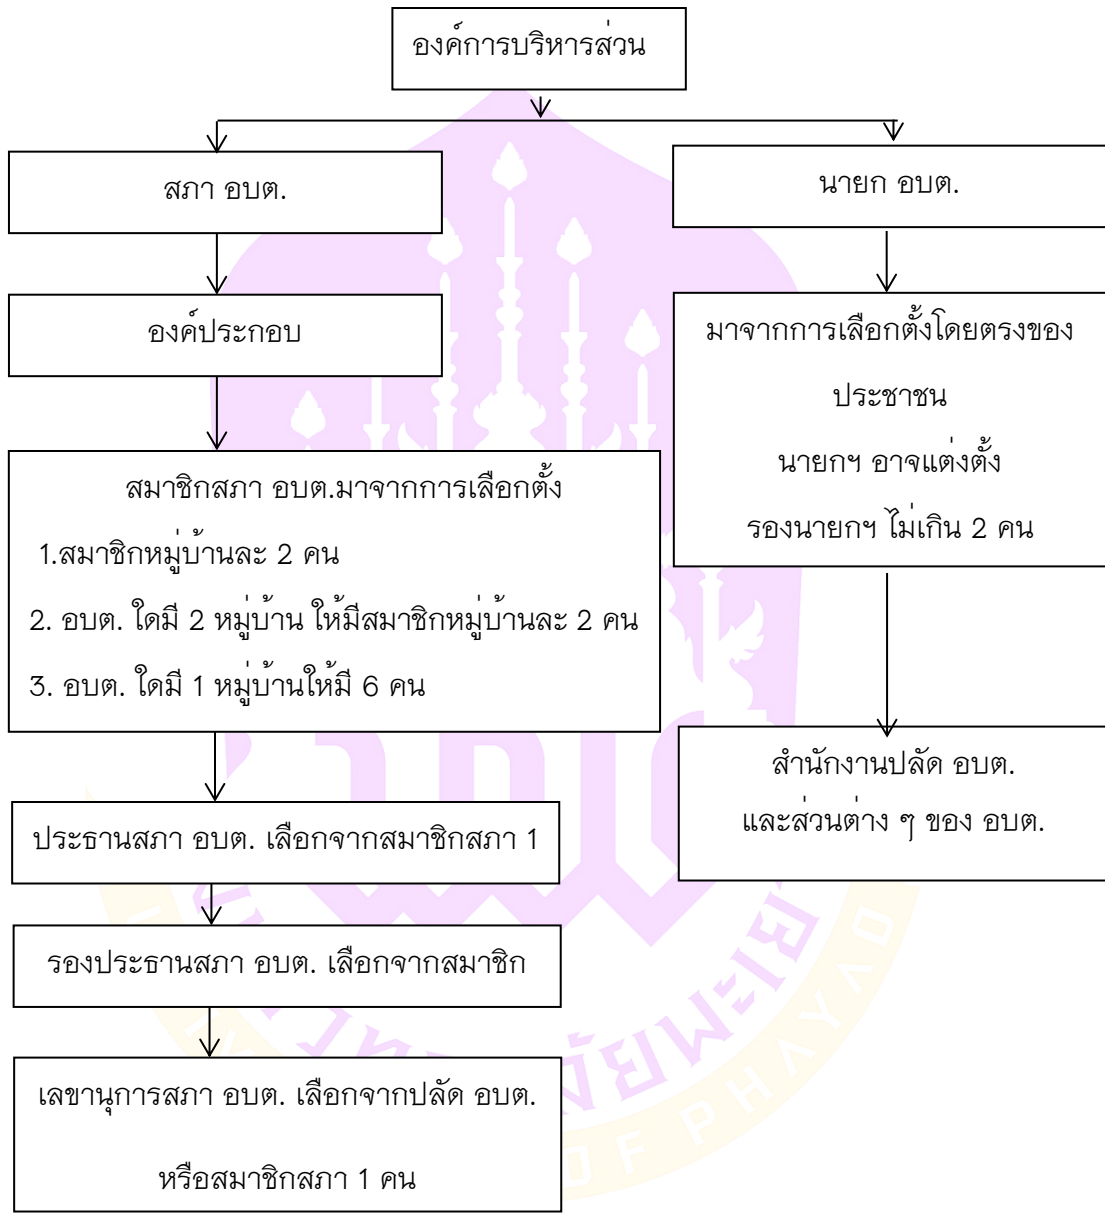 องค์การบริหารส่วน
สภา อบต.
นายก อบต.
องค์ประกอบ
มาจากการเลือกตั้งโดยตรงของ
ประชาชน
นายกฯ อาจแต่งตั้ง
รองนายกฯ ไม่เกิน 2 คน
สมาชิกสภา อบต.มาจากการเลือกตั้ง
1.สมาชิกหมู่บ้านละ 2 คน
2. อบต. ใดมี 2 หมู่บ้าน ให้มีสมาชิกหมู่บ้านละ 2 คน
3. อบต. ใดมี 1 หมู่บ้านให้มี 6 คน
สำนักงานปลัด อบต.
และส่วนต่าง ๆ ของ อบต.
ประธานสภา อบต. เลือกจากสมาชิกสภา 1
รองประธานสภา อบต. เลือกจากสมาชิก
เลขานุการสภา อบต. เลือกจากปลัด อบต.
หรือสมาชิกสภา 1 คน
OF PHAYAO